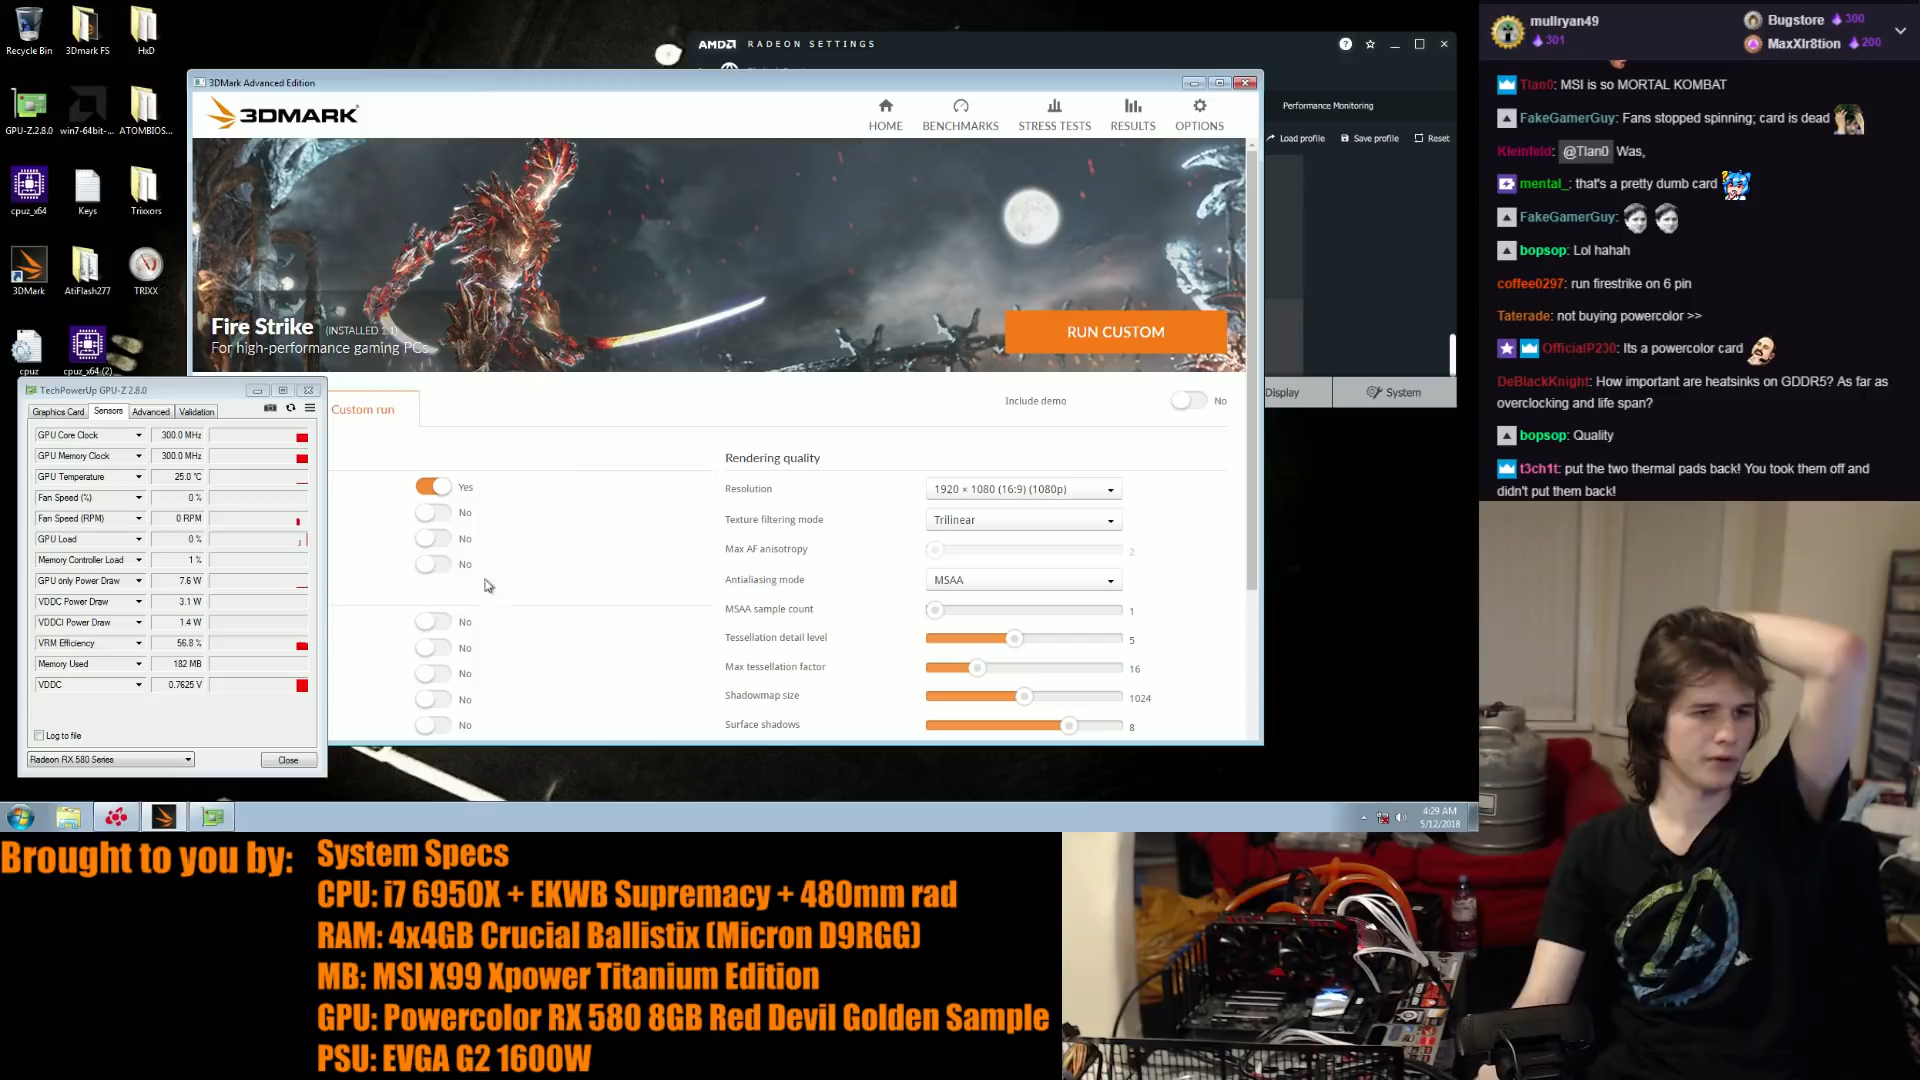 Recycle Bin
3Dmark FS
HxD
GPU-Z.2.8.0
win7-64bit-...
ATOMBIOS...
cpuz_x64
Keys
Trixxors
3DMark
AtiFlash277
TRIXX
cpuz
cpuz_x64 (2)
AMD RADEON SETTINGS
Performance Monitoring
Load profile
Save profile
Reset
Display
System
3DMark Advanced Edition
3DMARK
HOME
BENCHMARKS
STRESS TESTS
RESULTS
OPTIONS
Fire Strike (INSTALLED 1.1)
For high-performance gaming PCs
RUN CUSTOM
Custom run
Include demo
No
Yes
No
No
No
No
No
No
No
No
Rendering quality
Resolution
1920 × 1080 (16:9) (1080p)
Texture filtering mode
Trilinear
Max AF anisotropy
2
Antialiasing mode
MSAA
MSAA sample count
1
Tessellation detail level
5
Max tessellation factor
16
Shadowmap size
1024
Surface shadows
8
TechPowerUp GPU-Z 2.8.0
Graphics Card
Sensors
Advanced
Validation
GPU Core Clock 300.0 MHz
GPU Memory Clock 300.0 MHz
GPU Temperature 25.0 °C
Fan Speed (%) 0 %
Fan Speed (RPM) 0 RPM
GPU Load 0 %
Memory Controller Load 1 %
GPU only Power Draw 7.6 W
VDDC Power Draw 3.1 W
VDDCI Power Draw 1.4 W
VRM Efficiency 56.8 %
Memory Used 182 MB
VDDC 0.7625 V
Log to file
Radeon RX 580 Series
Close
4:29 AM
5/12/2018
mullryan49
301
Bugstore 300
MaxXlr8tion 200
Tlan0: MSI is so MORTAL KOMBAT
FakeGamerGuy: Fans stopped spinning; card is dead
Kleinfeld: @Tlan0 Was,
mental_: that's a pretty dumb card
FakeGamerGuy:
bopsop: Lol hahah
coffee0297: run firestrike on 6 pin
Taterade: not buying powercolor >>
OfficialP230: Its a powercolor card
DeBlackKnight: How important are heatsinks on GDDR5? As far as
overclocking and life span?
bopsop: Quality
t3ch1t: put the two thermal pads back! You took them off and
didn't put them back!
Brought to you by:
System Specs
CPU: i7 6950X + EKWB Supremacy + 480mm rad
RAM: 4x4GB Crucial Ballistix (Micron D9RGG)
MB: MSI X99 Xpower Titanium Edition
GPU: Powercolor RX 580 8GB Red Devil Golden Sample
PSU: EVGA G2 1600W